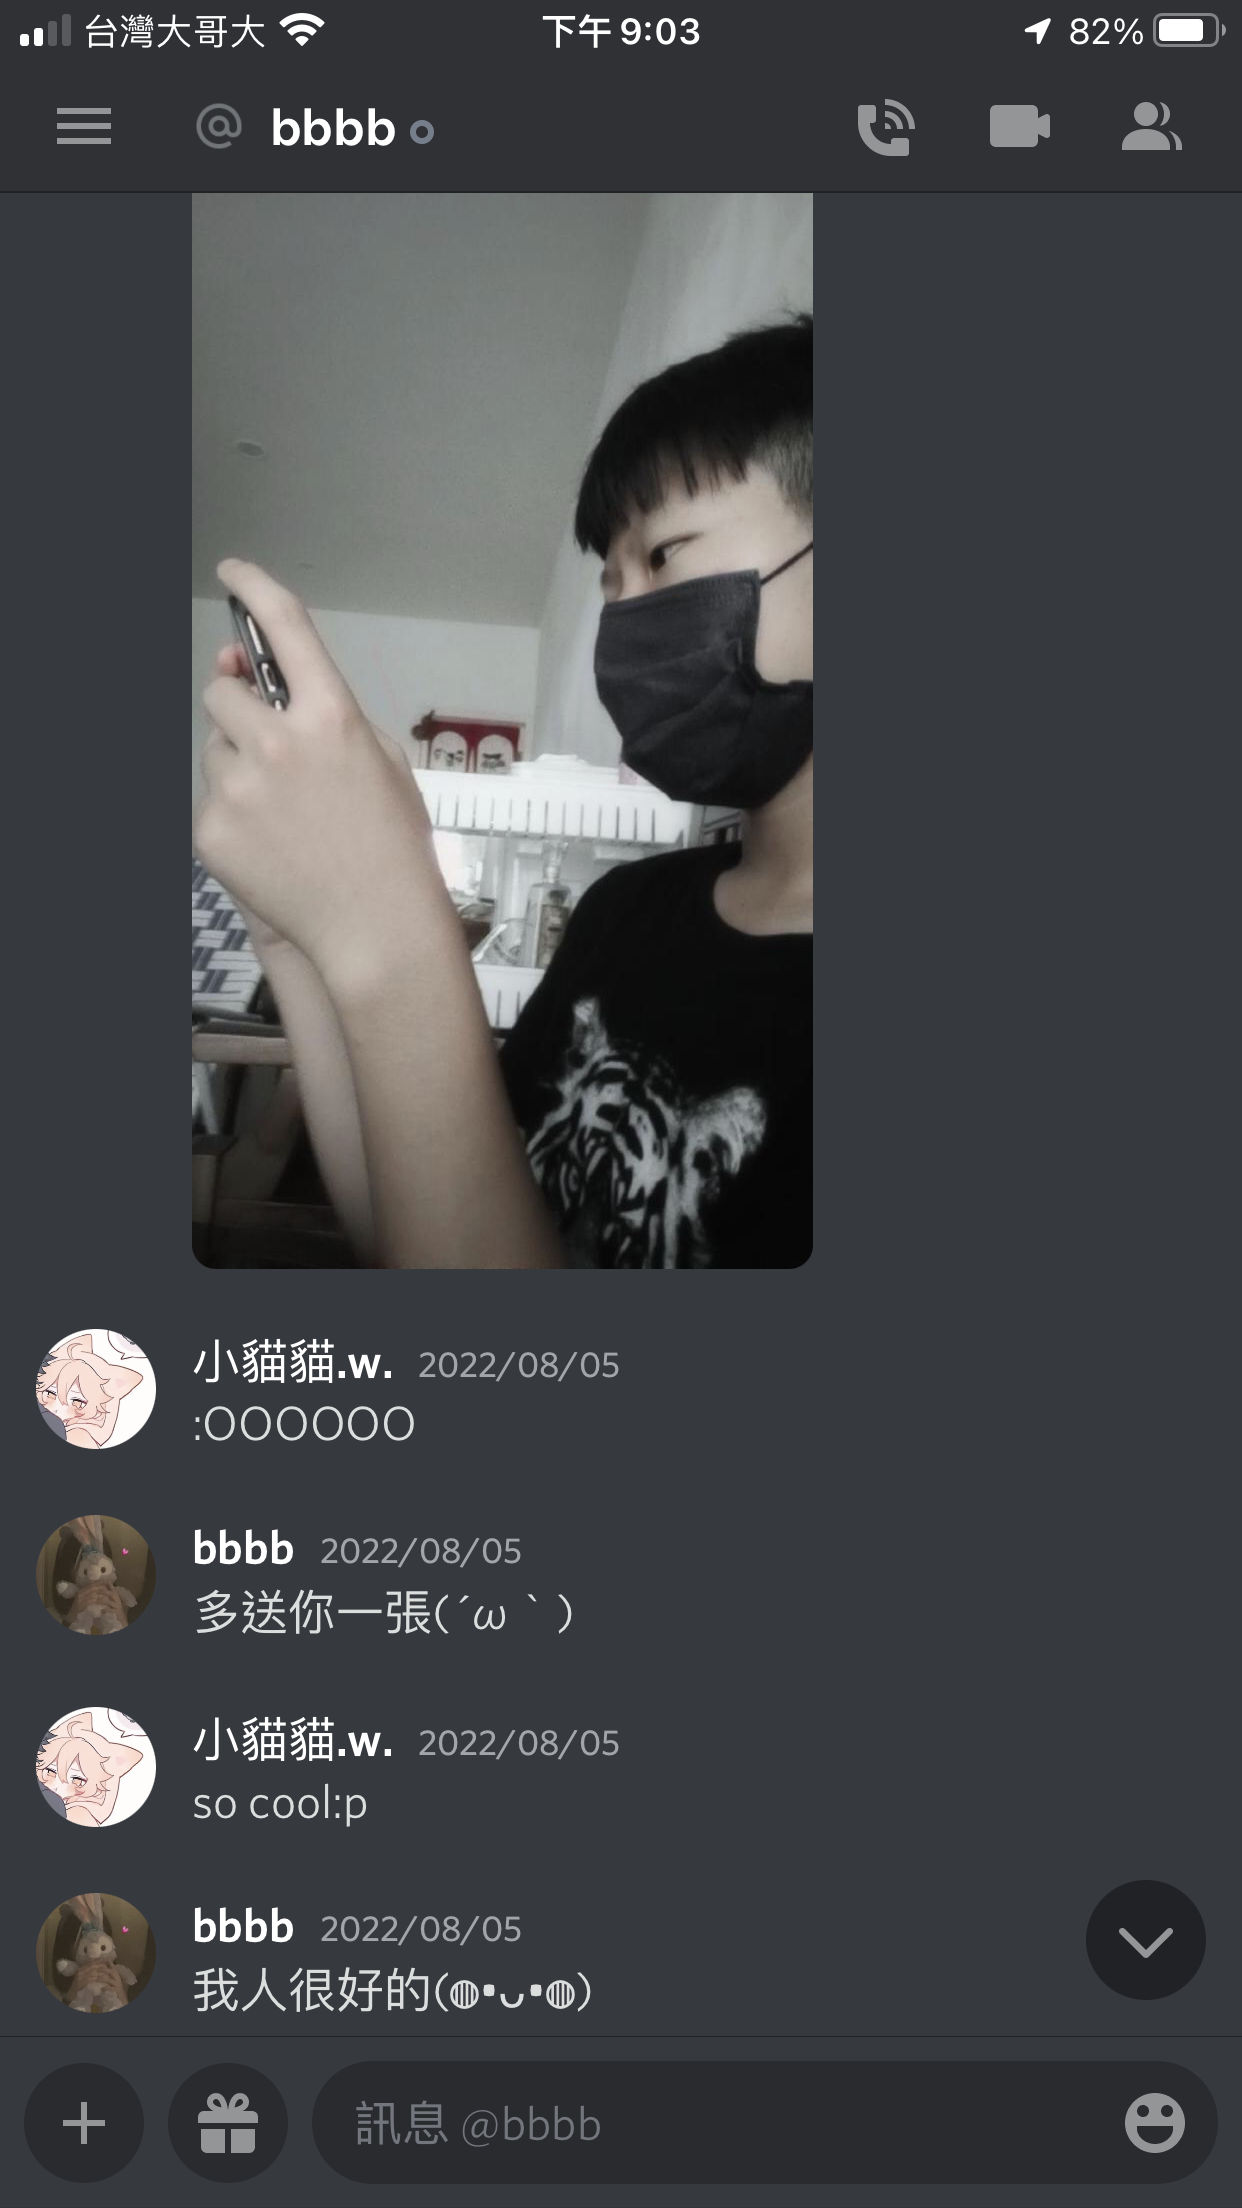 台灣大哥大 下午 9:03 82%
@ bbbb
小貓貓.w. 2022/08/05
:OOOOOO
bbbb 2022/08/05
多送你一張(´ω｀)
小貓貓.w. 2022/08/05
so cool:p
bbbb 2022/08/05
我人很好的(◍•ᴗ•◍)
訊息 @bbbb